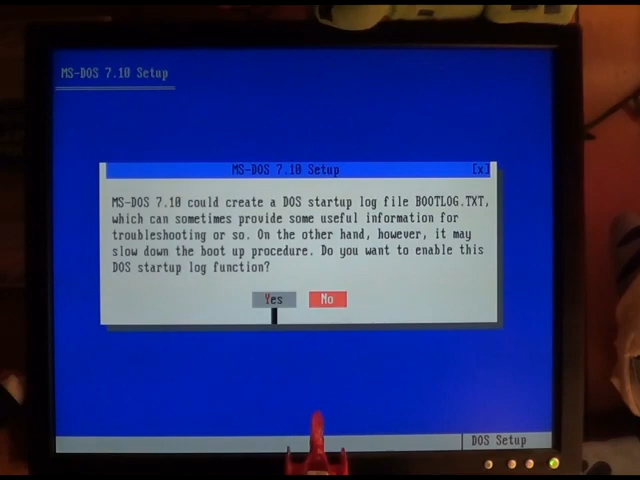 MS-DOS 7.10 Setup
MS-DOS 7.10 Setup [x]
MS-DOS 7.10 could create a DOS startup log file BOOTLOG.TXT,
which can sometimes provide some useful information for
troubleshooting or so. On the other hand, however, it may
slow down the boot up procedure. Do you want to enable this
DOS startup log function?
Yes No
DOS Setup